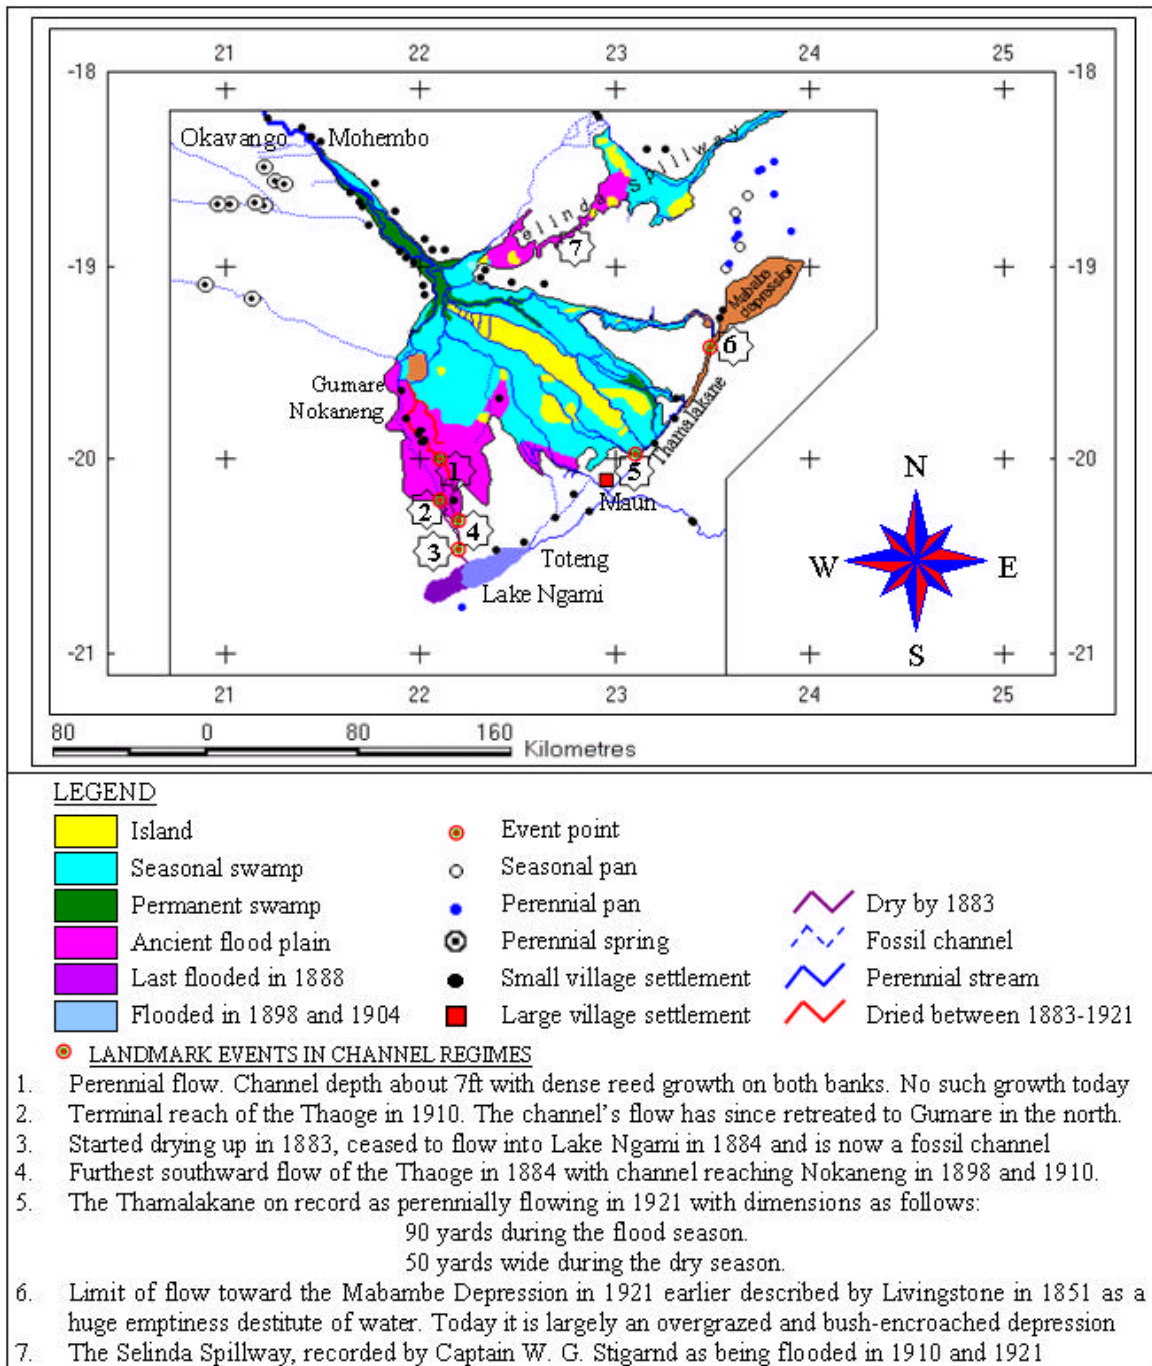 21 22 23 24 25
-18 -18
Okavango Mohembo
elinda Spillway
7
-19 -19
Mababe
depression
6
Gumare
Nokaneng
Thamalakane
-20 -20
1 5
N
2 4 Maun
3
W E
Toteng
Lake Ngami
S
-21 -21
21 22 23 24 25
80 0 80 160 Kilometres
LEGEND
Island Event point
Seasonal swamp Seasonal pan
Permanent swamp Perennial pan Dry by 1883
Ancient flood plain Perennial spring Fossil channel
Last flooded in 1888 Small village settlement Perennial stream
Flooded in 1898 and 1904 Large village settlement Dried between 1883-1921
LANDMARK EVENTS IN CHANNEL REGIMES
1. Perennial flow. Channel depth about 7ft with dense reed growth on both banks. No such growth today
2. Terminal reach of the Thaoge in 1910. The channel's flow has since retreated to Gumare in the north.
3. Started drying up in 1883, ceased to flow into Lake Ngami in 1884 and is now a fossil channel
4. Furthest southward flow of the Thaoge in 1884 with channel reaching Nokaneng in 1898 and 1910.
5. The Thamalakane on record as perennially flowing in 1921 with dimensions as follows:
90 yards during the flood season.
50 yards wide during the dry season.
6. Limit of flow toward the Mabambe Depression in 1921 earlier described by Livingstone in 1851 as a
huge emptiness destitute of water. Today it is largely an overgrazed and bush-encroached depression
7. The Selinda Spillway, recorded by Captain W. G. Stigarnd as being flooded in 1910 and 1921